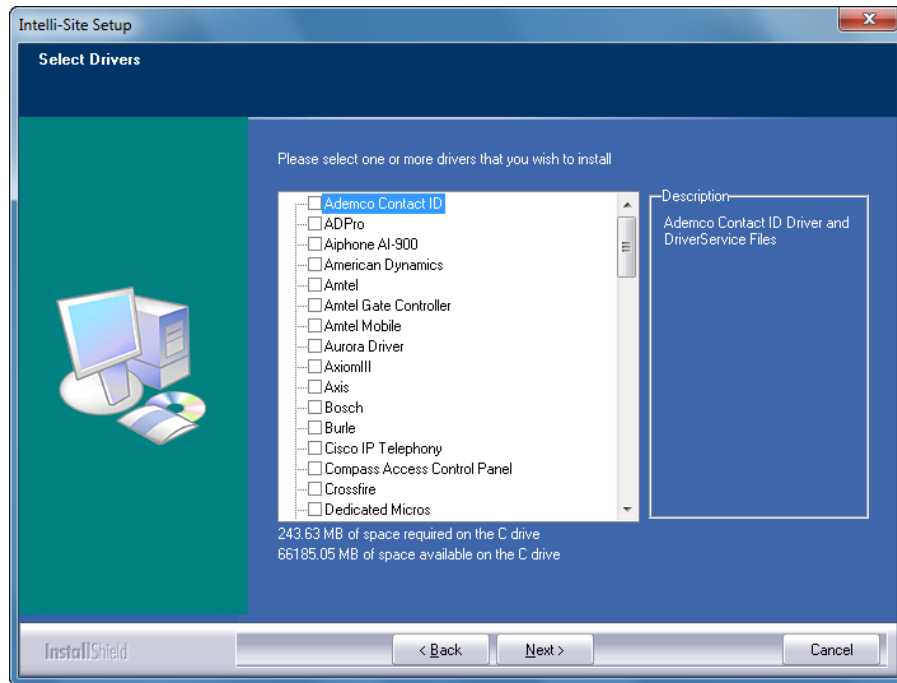 Intelli-Site Setup
Select Drivers
Please select one or more drivers that you wish to install
Ademco Contact ID
ADPro
Aiphone AI-900
American Dynamics
Amtel
Amtel Gate Controller
Amtel Mobile
Aurora Driver
AxiomIII
Axis
Bosch
Burle
Cisco IP Telephony
Compass Access Control Panel
Crossfire
Dedicated Micros
Description
Ademco Contact ID Driver and
DriverService Files
243.63 MB of space required on the C drive
66185.05 MB of space available on the C drive
InstallShield
< Back
Next >
Cancel